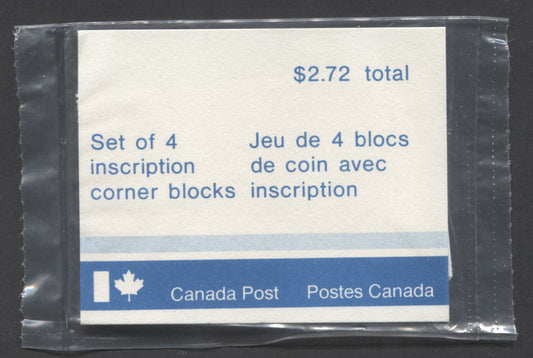 $2.72 total
Set of 4
inscription
corner blocks
Jeu de 4 blocs
de coin avec
inscription
Canada Post
Postes Canada